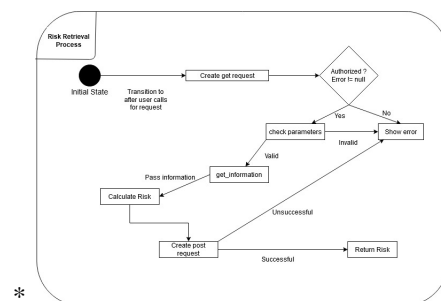 Risk Retrieval
Process
Initial State
Transition to
after user calls
for request
Create get request
Authorized ?
Error != null
Yes
No
check parameters
Show error
Invalid
Valid
get_information
Pass information
Calculate Risk
Unsuccessful
Create post
request
Successful
Return Risk
*